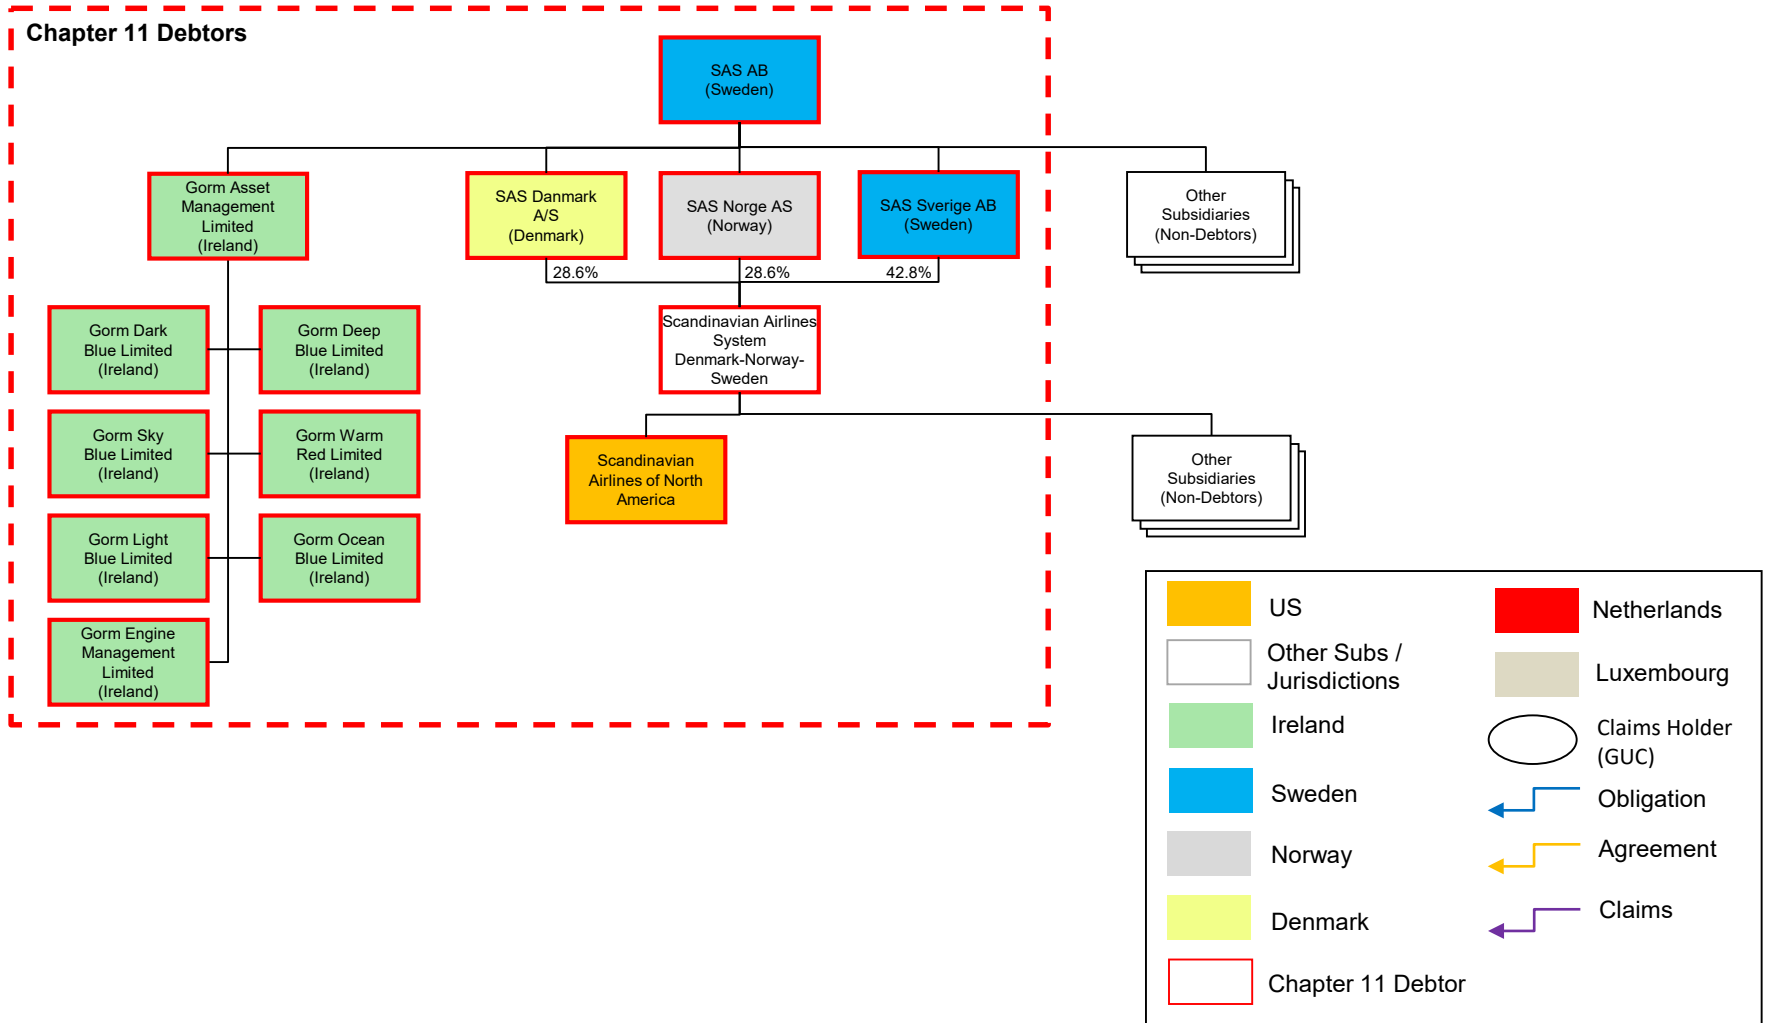 Chapter 11 Debtors
SAS AB
(Sweden)
Gorm Asset
Management
Limited
(Ireland)
SAS Danmark
A/S
(Denmark)
SAS Norge AS
(Norway)
SAS Sverige AB
(Sweden)
Other
Subsidiaries
(Non-Debtors)
28.6%
28.6%
42.8%
Gorm Dark
Blue Limited
(Ireland)
Gorm Deep
Blue Limited
(Ireland)
Scandinavian Airlines
System
Denmark-Norway-
Sweden
Gorm Sky
Blue Limited
(Ireland)
Gorm Warm
Red Limited
(Ireland)
Scandinavian
Airlines of North
America
Other
Subsidiaries
(Non-Debtors)
Gorm Light
Blue Limited
(Ireland)
Gorm Ocean
Blue Limited
(Ireland)
Gorm Engine
Management
Limited
(Ireland)
US
Other Subs /
Jurisdictions
Ireland
Sweden
Norway
Denmark
Chapter 11 Debtor
Netherlands
Luxembourg
Claims Holder
(GUC)
Obligation
Agreement
Claims